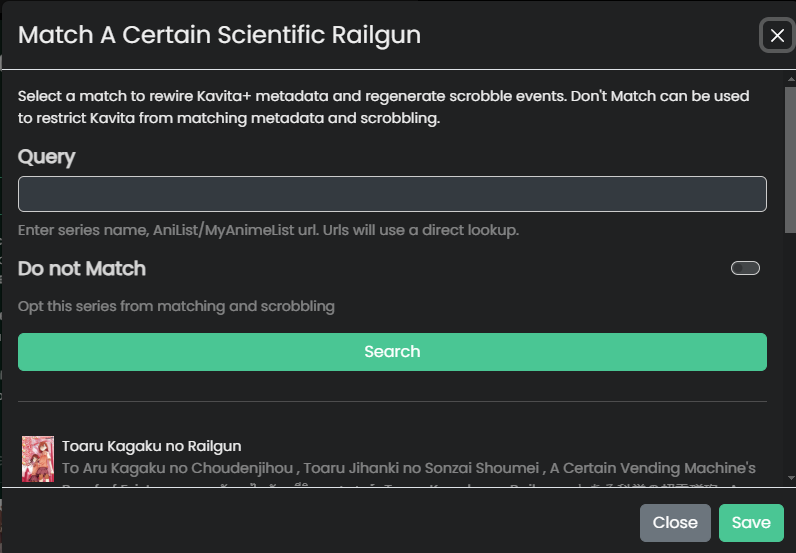 Match A Certain Scientific Railgun
Select a match to rewire Kavita+ metadata and regenerate scrobble events. Don't Match can be used
to restrict Kavita from matching metadata and scrobbling.
Query
Enter series name, AniList/MyAnimeList url. Urls will use a direct lookup.
Do not Match
Opt this series from matching and scrobbling
Search
Toaru Kagaku no Railgun
To Aru Kagaku no Choudenjihou , Toaru Jihanki no Sonzai Shoumei , A Certain Vending Machine's
Close Save